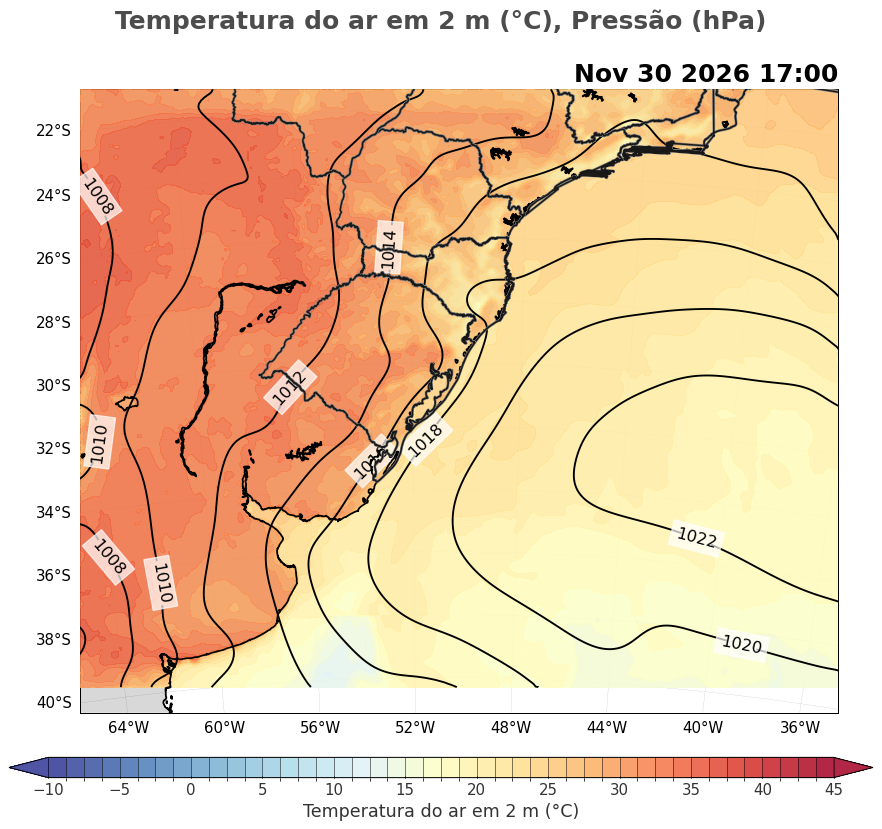 Temperatura do ar em 2 m (°C), Pressão (hPa)
Nov 30 2026 17:00
22°S
24°S
26°S
28°S
30°S
32°S
34°S
36°S
38°S
40°S
1008
1014
1012
1010
1018
1022
1008
1010
1020
64°W
60°W
56°W
52°W
48°W
44°W
40°W
36°W
−10
−5
0
5
10
15
20
25
30
35
40
45
Temperatura do ar em 2 m (°C)